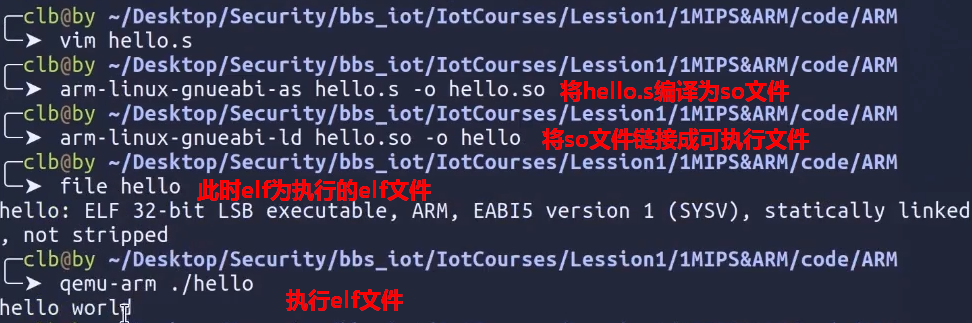 clb@by ~/Desktop/Security/bbs_iot/IotCourses/Lession1/1MIPS&ARM/code/ARM
➤ vim hello.s
clb@by ~/Desktop/Security/bbs_iot/IotCourses/Lession1/1MIPS&ARM/code/ARM
➤ arm-linux-gnueabi-as hello.s -o hello.so 将hello.s编译为so文件
clb@by ~/Desktop/Security/bbs_iot/IotCourses/Lession1/1MIPS&ARM/code/ARM
➤ arm-linux-gnueabi-ld hello.so -o hello 将so文件链接成可执行文件
clb@by ~/Desktop/Security/bbs_iot/IotCourses/Lession1/1MIPS&ARM/code/ARM
➤ file hello 此时elf为执行的elf文件
hello: ELF 32-bit LSB executable, ARM, EABI5 version 1 (SYSV), statically linked
, not stripped
clb@by ~/Desktop/Security/bbs_iot/IotCourses/Lession1/1MIPS&ARM/code/ARM
➤ qemu-arm ./hello
hello world 执行elf文件